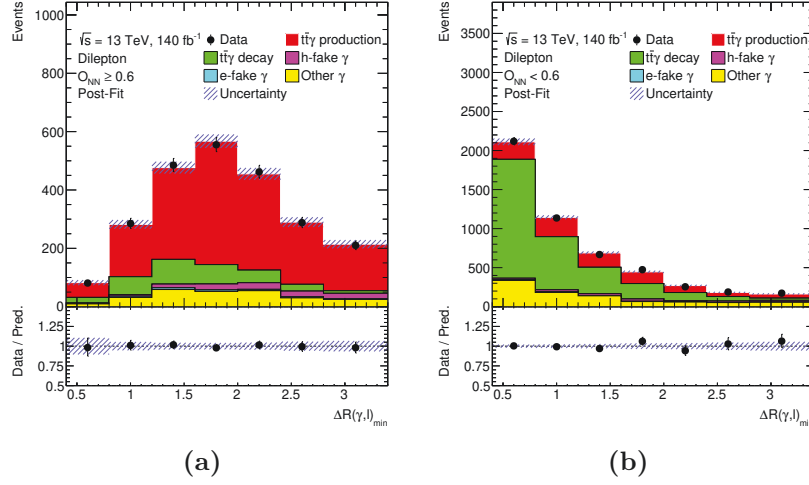 Events
1000
800
600
400
200
0
√s = 13 TeV, 140 fb⁻¹
Dilepton
O_NN ≥ 0.6
Post-Fit
Data
tt̄γ production
tt̄γ decay
h-fake γ
e-fake γ
Other γ
Uncertainty
Data / Pred.
1.25
1
0.75
0.5
0.5 1 1.5 2 2.5 3
ΔR(γ,l)_min
(a)
Events
3500
3000
2500
2000
1500
1000
500
0
√s = 13 TeV, 140 fb⁻¹
Dilepton
O_NN < 0.6
Post-Fit
Data
tt̄γ production
tt̄γ decay
h-fake γ
e-fake γ
Other γ
Uncertainty
Data / Pred.
1.25
1
0.75
0.5
0.5 1 1.5 2 2.5 3
ΔR(γ,l)_mi
(b)